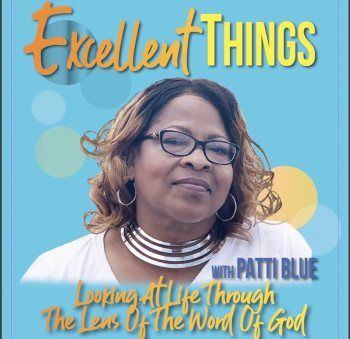 Excellent THINGS
WITH PATTI BLUE
Looking At Life Through
The Lens Of The Word Of God